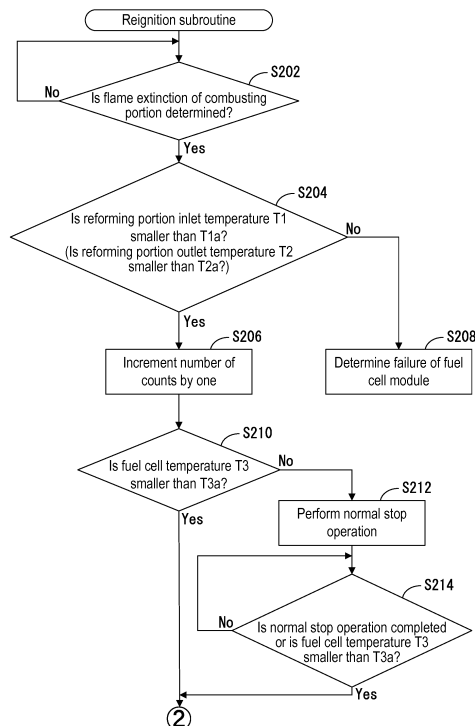 Reignition subroutine
S202
Is flame extinction of combusting
portion determined?
No
Yes
S204
Is reforming portion inlet temperature T1
smaller than T1a?
(Is reforming portion outlet temperature T2
smaller than T2a?)
No
Yes
S206
Increment number of
counts by one
S208
Determine failure of fuel
cell module
S210
Is fuel cell temperature T3
smaller than T3a?
No
Yes
S212
Perform normal stop
operation
S214
Is normal stop operation completed
or is fuel cell temperature T3
smaller than T3a?
No
Yes
2